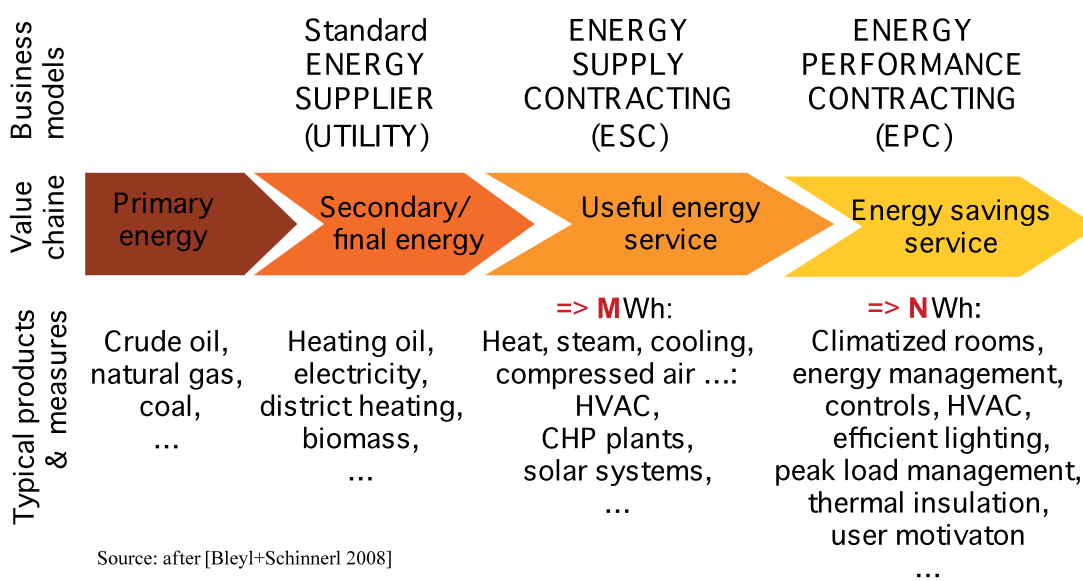 Business
models
Standard
ENERGY
SUPPLIER
(UTILITY)
ENERGY
SUPPLY
CONTRACTING
(ESC)
ENERGY
PERFORMANCE
CONTRACTING
(EPC)
Value
chaine
Primary
energy
Secondary/
final energy
Useful energy
service
Energy savings
service
Typical products
& measures
Crude oil,
natural gas,
coal,
...
Heating oil,
electricity,
district heating,
biomass,
...
=> MWh:
Heat, steam, cooling,
compressed air ...:
HVAC,
CHP plants,
solar systems,
...
=> NWh:
Climatized rooms,
energy management,
controls, HVAC,
efficient lighting,
peak load management,
thermal insulation,
user motivaton
...
Source: after [Bleyl+Schinnerl 2008]